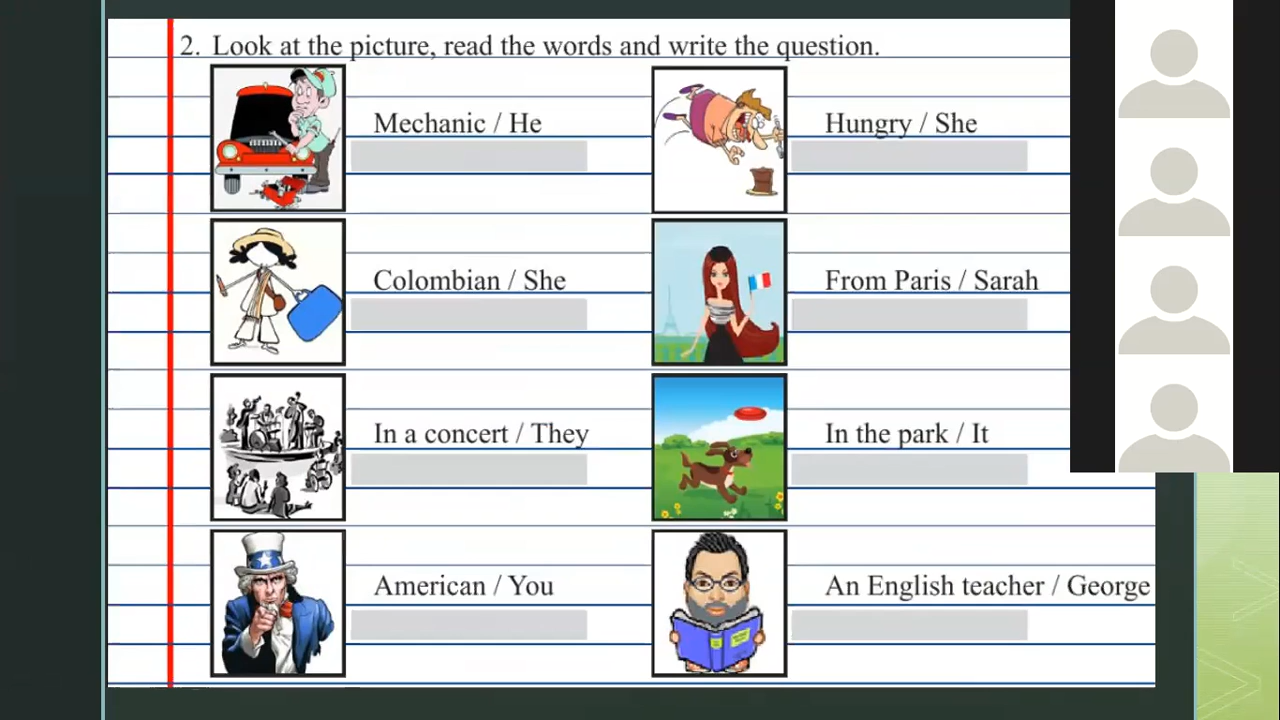 2. Look at the picture, read the words and write the question.
Mechanic / He
Hungry / She
Colombian / She
From Paris / Sarah
In a concert / They
In the park / It
American / You
An English teacher / George